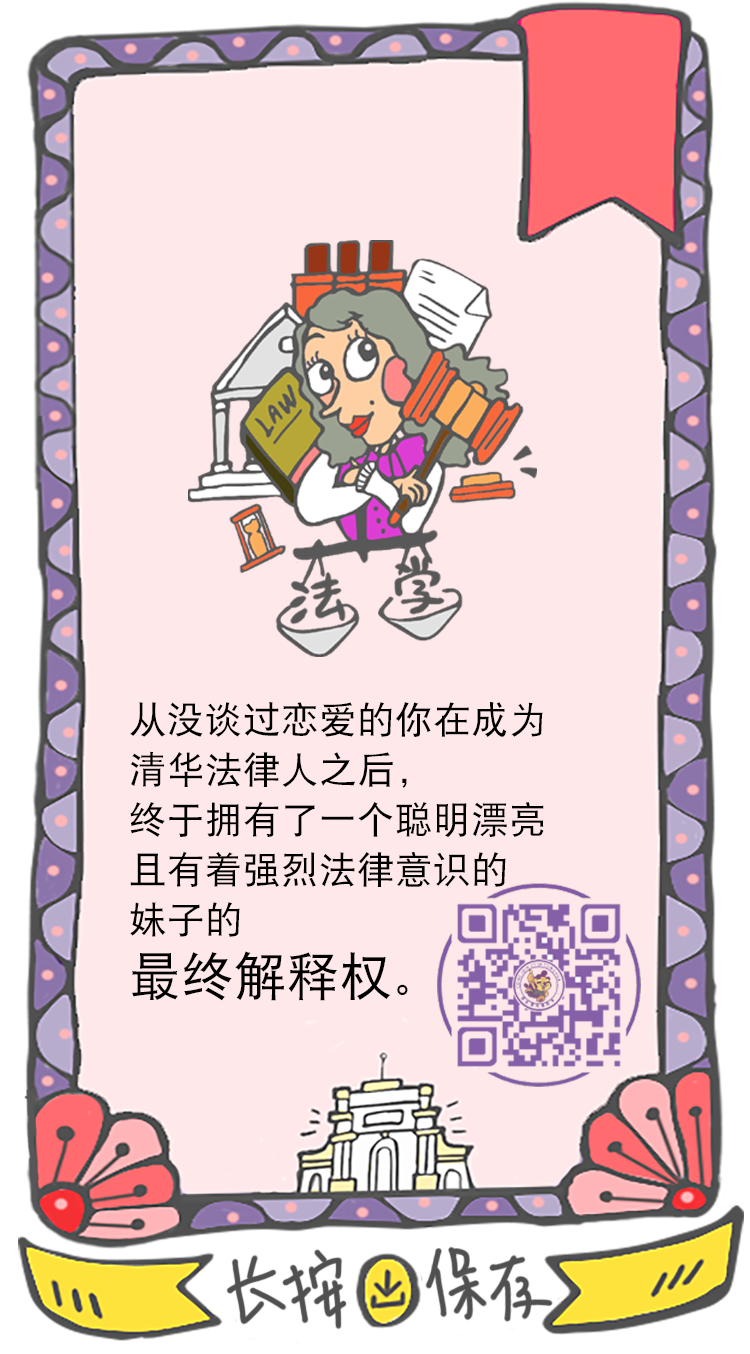 LAW
法 学
从没谈过恋爱的你在成为
清华法律人之后，
终于拥有了一个聪明漂亮
且有着强烈法律意识的
妹子的
最终解释权。
长按 保存